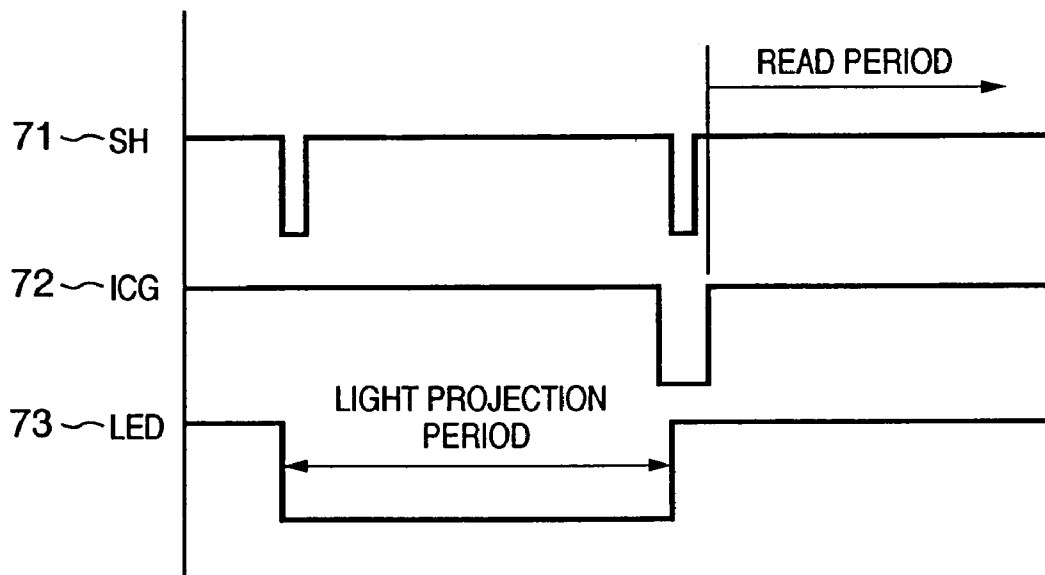 READ PERIOD
71 SH
72 ICG
LIGHT PROJECTION
PERIOD
73 LED